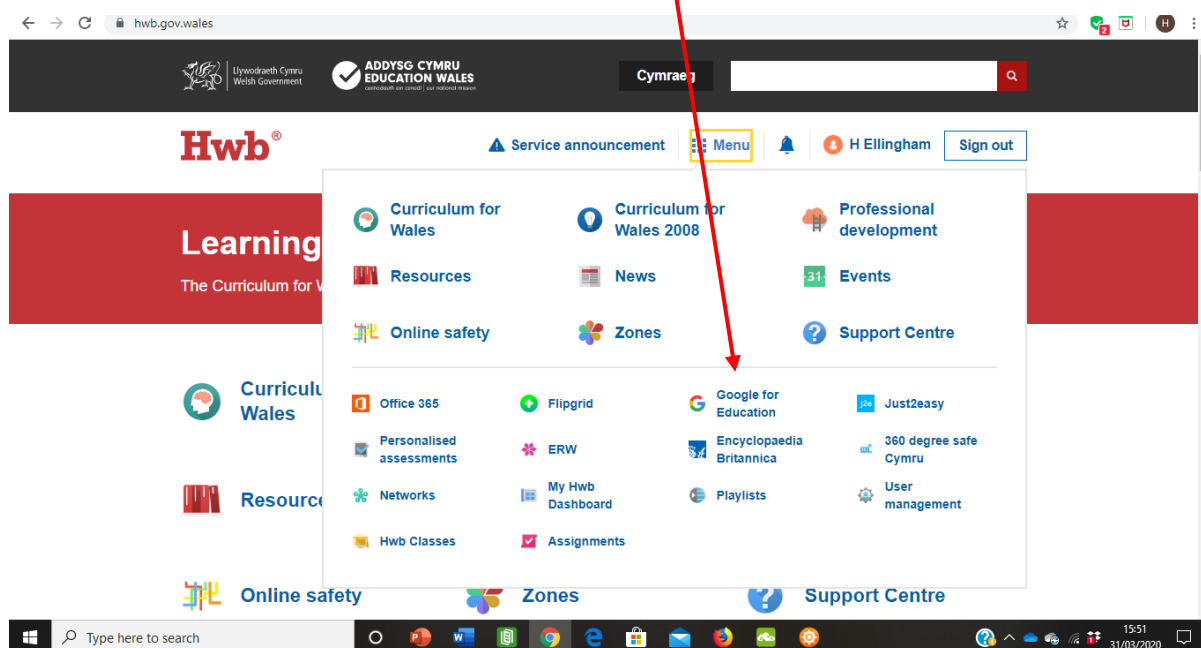 hwb.gov.wales
2
H
Llywodraeth Cymru
Welsh Government
ADDYSG CYMRU
EDUCATION WALES
Cymraeg
Hwb®
Service announcement
Menu
H Ellingham
Sign out
Learning
The Curriculum for W
Curriculum for
Wales
Curriculum for
Wales 2008
Professional
development
Resources
News
31
Events
Online safety
Zones
? Support Centre
Office 365
Flipgrid
Google for
Education
j2e
Just2easy
Personalised
assessments
ERW
Encyclopaedia
Britannica
360 degree safe
Cymru
Networks
My Hwb
Dashboard
Playlists
User
management
Hwb Classes
Assignments
Curriculu
Wales
Resource
Online safety
Zones
? Support Centre
Type here to search
15:51
31/03/2020